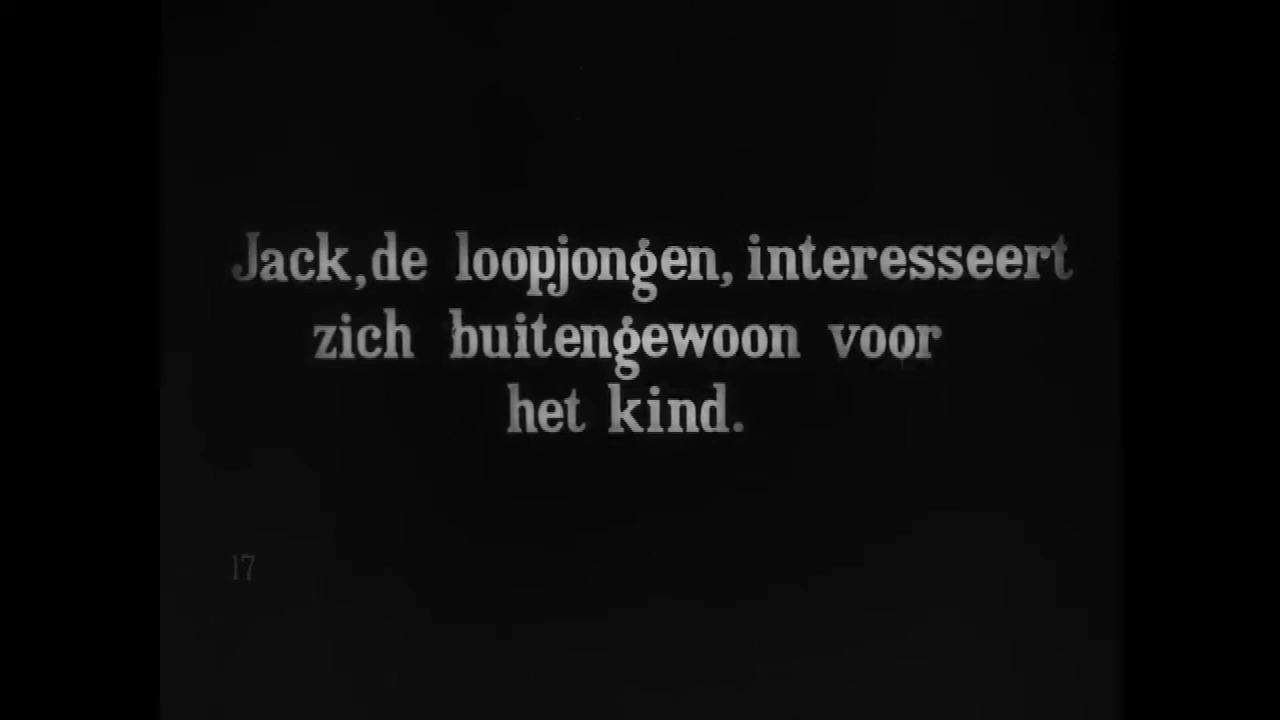 Jack, de loopjongen, interesseert
zich buitengewoon voor
het kind.
17